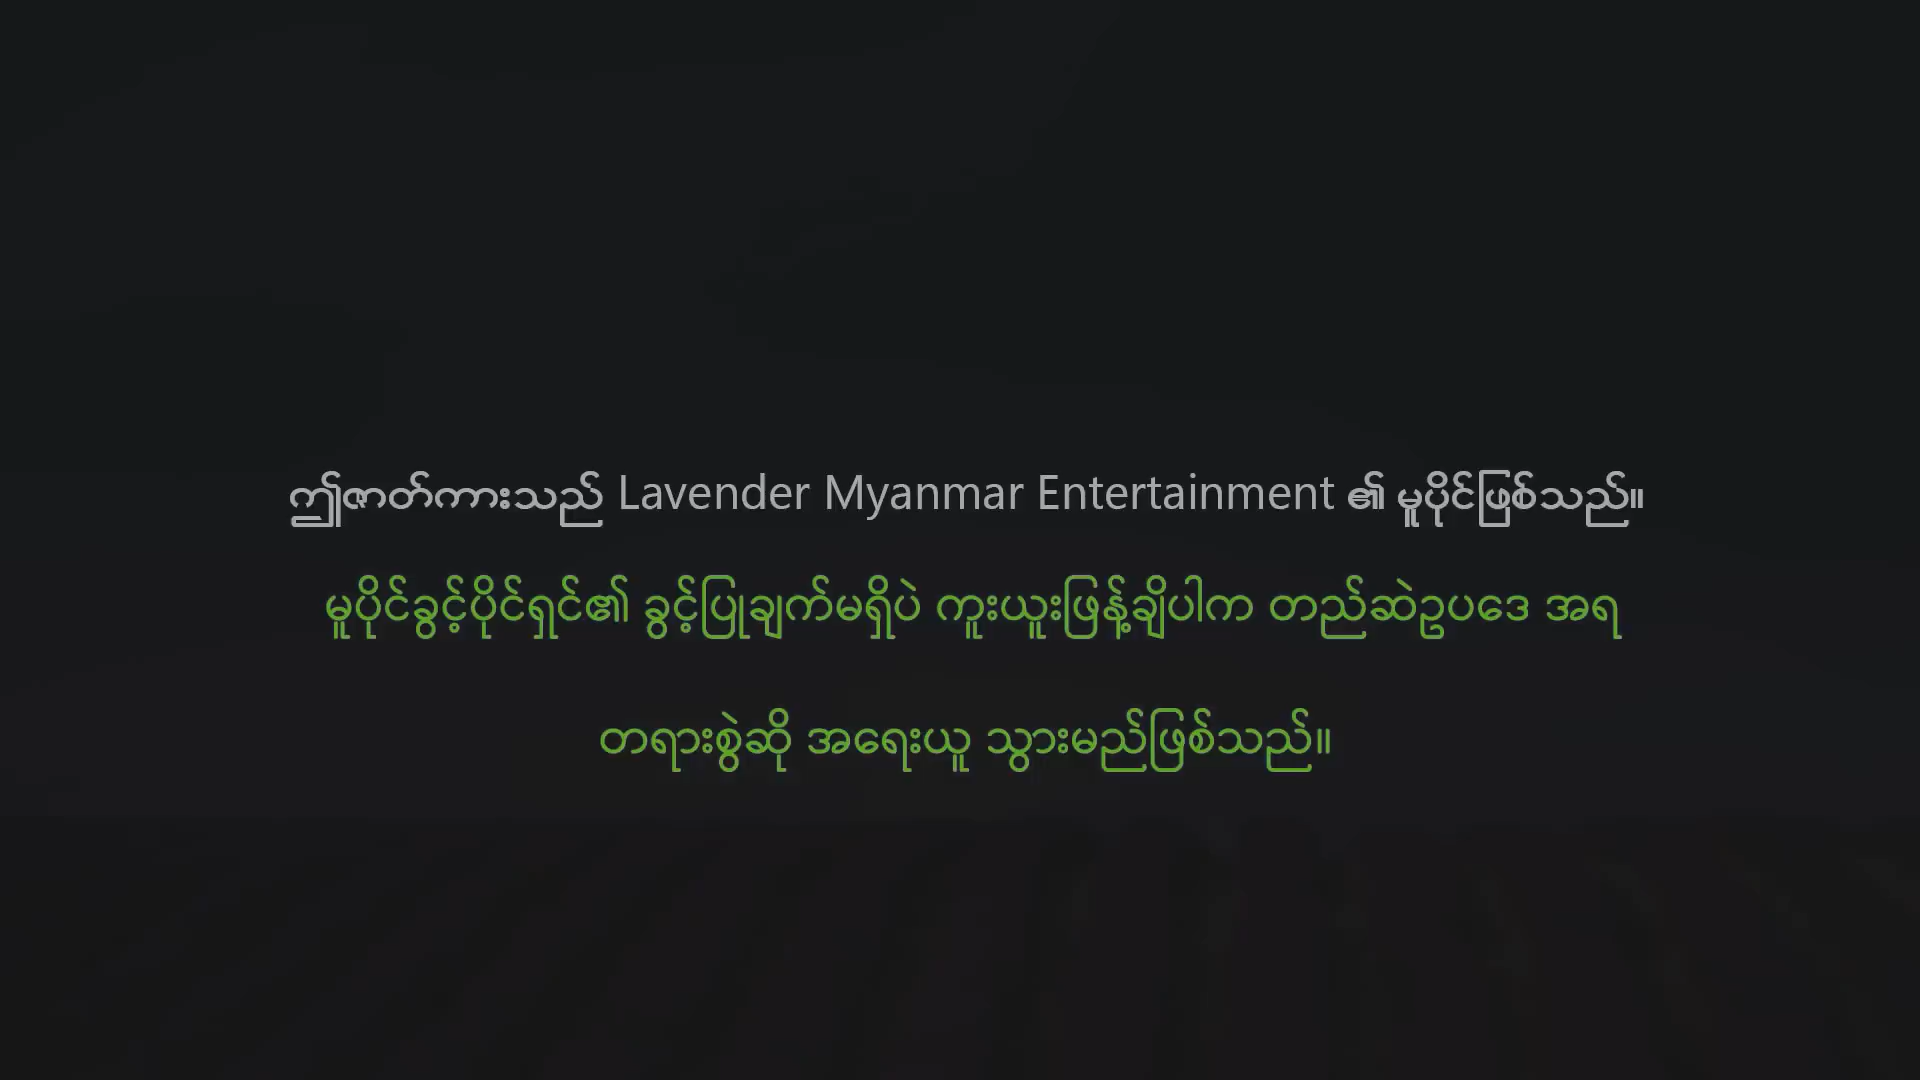 ဤဇာတ်ကားသည် Lavender Myanmar Entertainment ၏ မူပိုင်ဖြစ်သည်။
မူပိုင်ခွင့်ပိုင်ရှင်၏ ခွင့်ပြုချက်မရှိပဲ ကူးယူးဖြန့်ချိပါက တည်ဆဲဥပဒေ အရ
တရားစွဲဆို အရေးယူ သွားမည်ဖြစ်သည်။